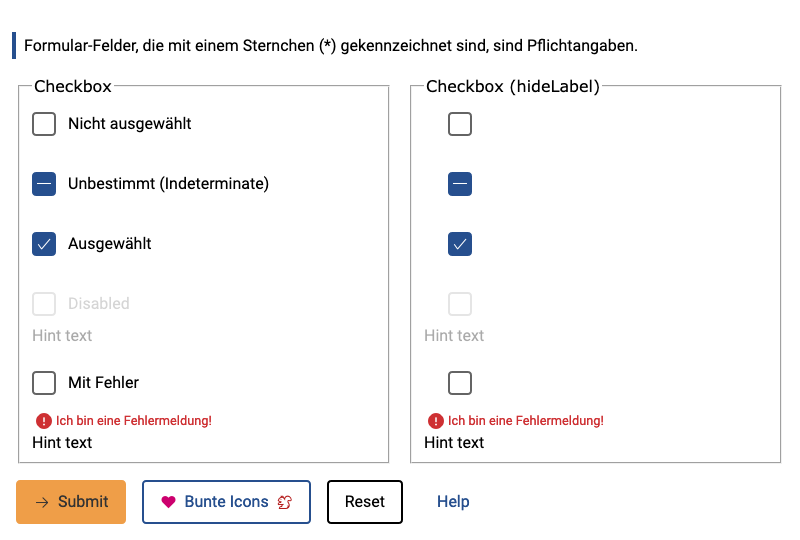 Formular-Felder, die mit einem Sternchen (*) gekennzeichnet sind, sind Pflichtangaben.
Checkbox
Nicht ausgewählt
Unbestimmt (Indeterminate)
Ausgewählt
Disabled
Hint text
Mit Fehler
Ich bin eine Fehlermeldung!
Hint text
Checkbox (hideLabel)
Hint text
Ich bin eine Fehlermeldung!
Hint text
Submit
Bunte Icons
Reset
Help